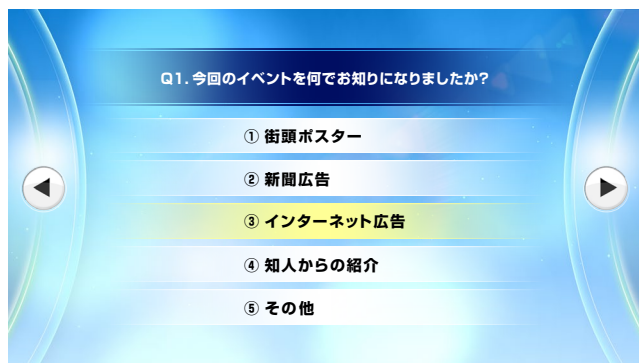 Q1.今回のイベントを何でお知りになりましたか?
① 街頭ポスター
② 新聞広告
③ インターネット広告
④ 知人からの紹介
⑤ その他